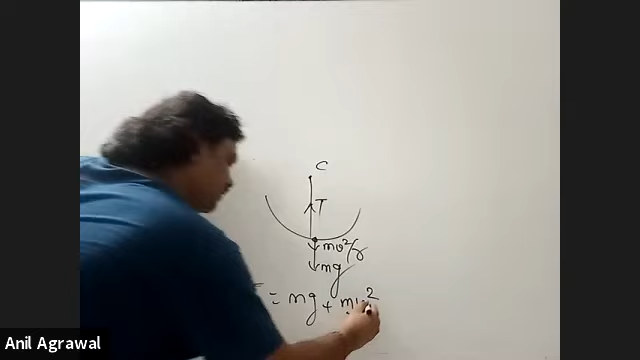 C
T
mv²/r
mg
= mg + mv²
Anil Agrawal